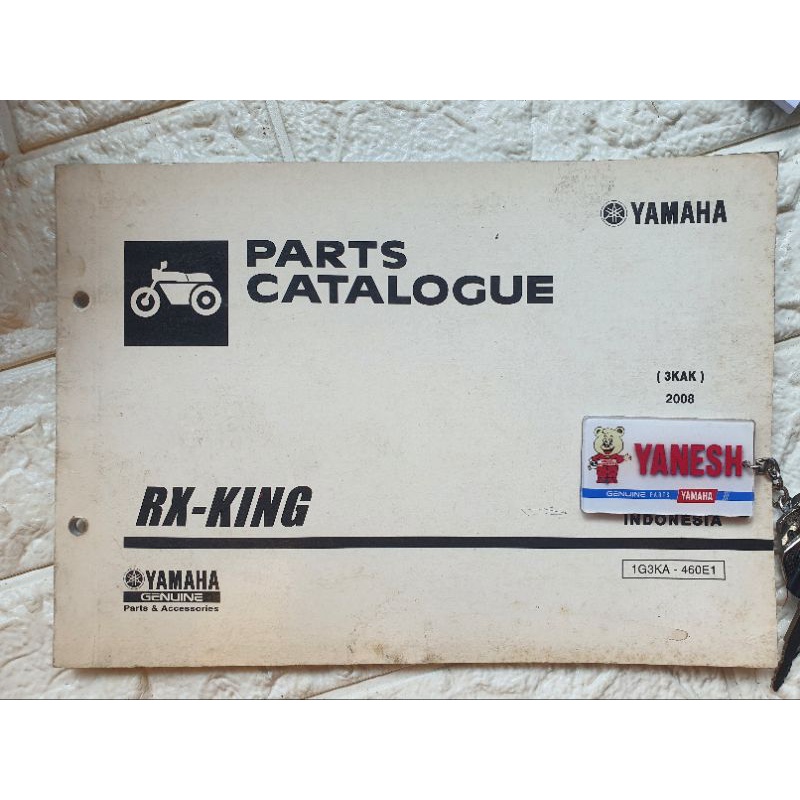 YAMAHA
PARTS
CATALOGUE
( 3KAK )
2008
YANESH
GENUINE PARTS YAMAHA
RX-KING
INDONESIA
YAMAHA
GENUINE
Parts & Accessories
1G3KA - 460E1